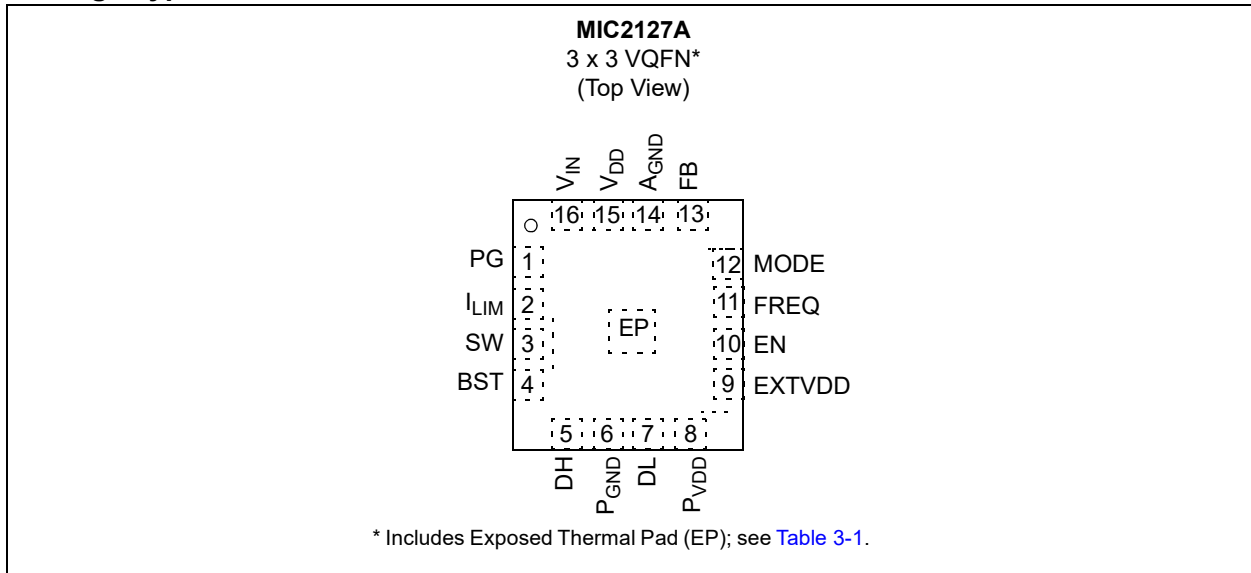 MIC2127A
3 x 3 VQFN*
(Top View)
VIN VDD AGND FB
16 15 14 13
PG 1
ILIM 2
SW 3
BST 4
EP
12 MODE
11 FREQ
10 EN
9 EXTVDD
5 6 7 8
DH PGND DL PVDD
* Includes Exposed Thermal Pad (EP); see Table 3-1.